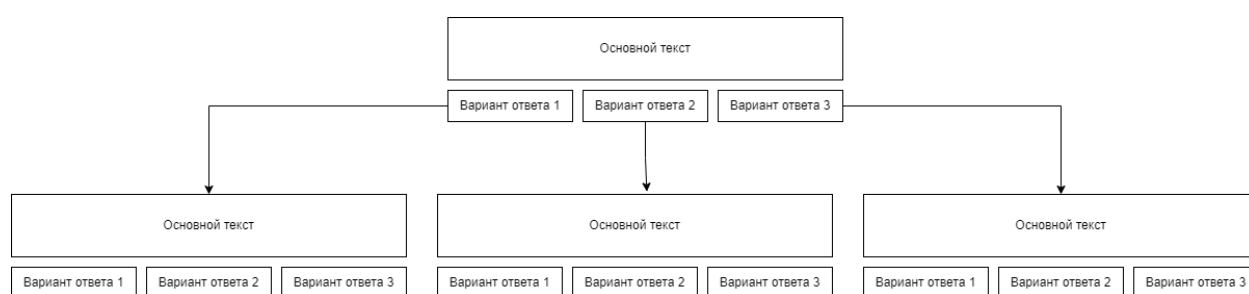 Основной текст
Вариант ответа 1 Вариант ответа 2 Вариант ответа 3
Основной текст Основной текст Основной текст
Вариант ответа 1 Вариант ответа 2 Вариант ответа 3 Вариант ответа 1 Вариант ответа 2 Вариант ответа 3 Вариант ответа 1 Вариант ответа 2 Вариант ответа 3